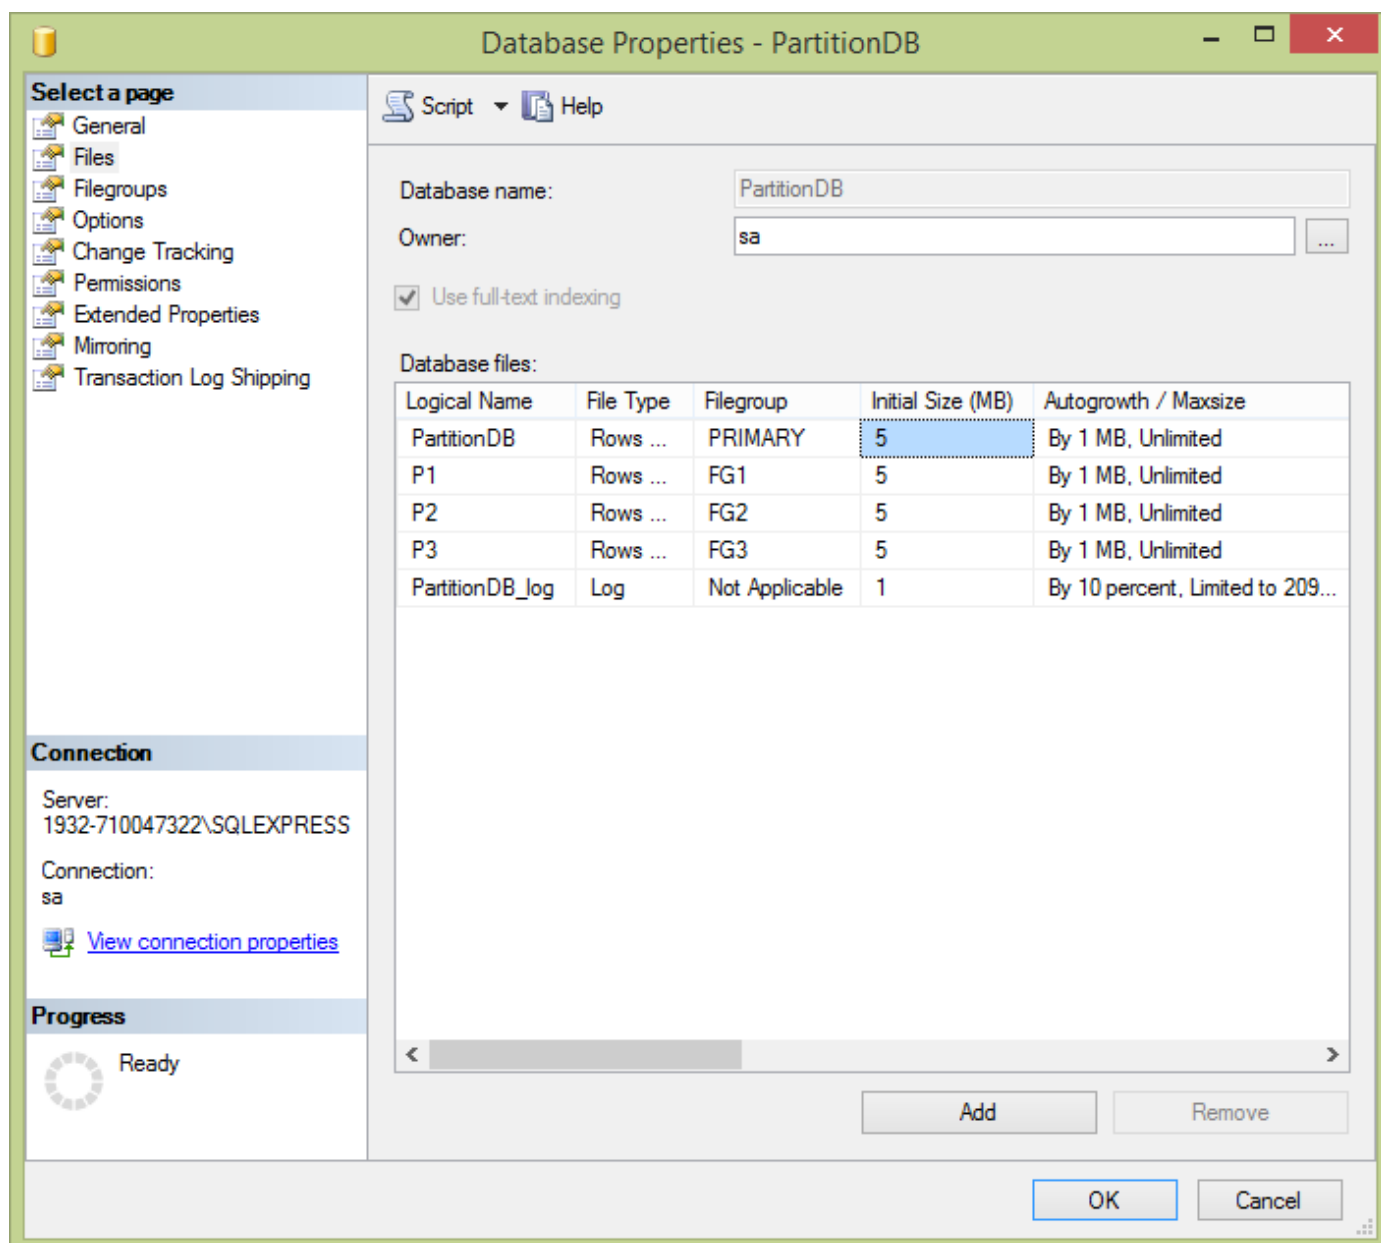 Database Properties - PartitionDB
Select a page
General
Files
Filegroups
Options
Change Tracking
Permissions
Extended Properties
Mirroring
Transaction Log Shipping
Connection
Server:
1932-710047322\SQLEXPRESS
Connection:
sa
View connection properties
Progress
Ready
Script Help
Database name: PartitionDB
Owner: sa ...
Use full-text indexing
Database files:
Logical Name File Type Filegroup Initial Size (MB) Autogrowth / Maxsize
PartitionDB Rows ... PRIMARY 5 By 1 MB, Unlimited
P1 Rows ... FG1 5 By 1 MB, Unlimited
P2 Rows ... FG2 5 By 1 MB, Unlimited
P3 Rows ... FG3 5 By 1 MB, Unlimited
PartitionDB_log Log Not Applicable 1 By 10 percent, Limited to 209...
Add Remove
OK Cancel